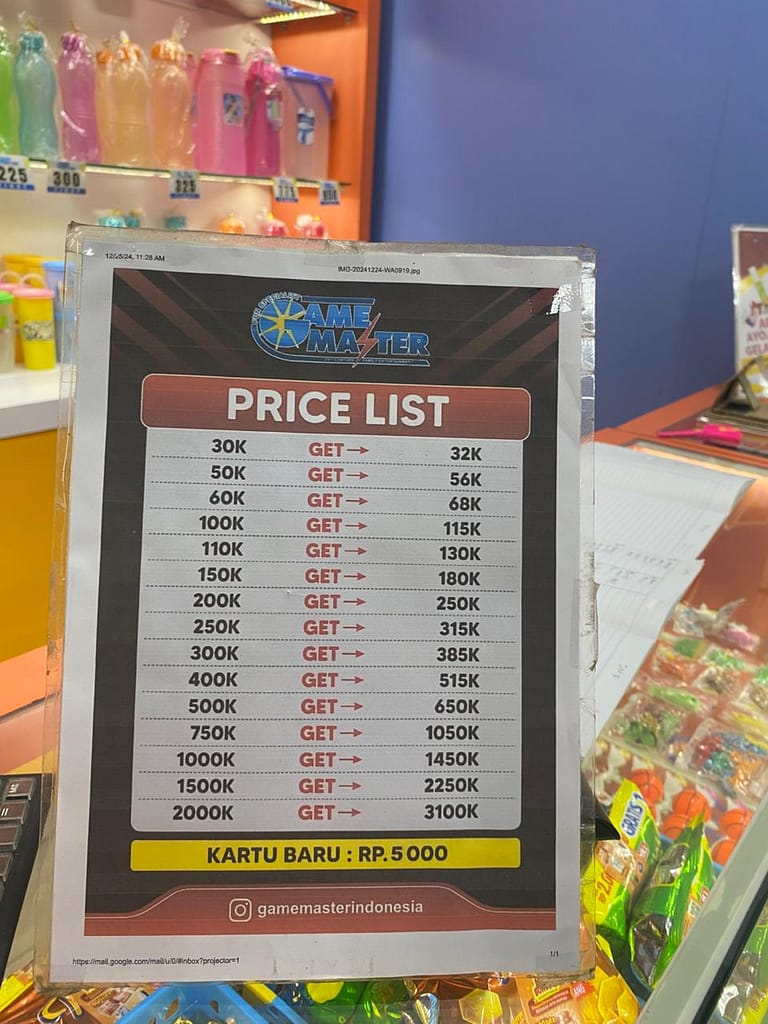 225
300
325
12/25/24, 11:28 AM
IMG-20241224-WA0919.jpg
GAME
MASTER
PRICE LIST
30K GET→ 32K
50K GET→ 56K
60K GET→ 68K
100K GET→ 115K
110K GET→ 130K
150K GET→ 180K
200K GET→ 250K
250K GET→ 315K
300K GET→ 385K
400K GET→ 515K
500K GET→ 650K
750K GET→ 1050K
1000K GET→ 1450K
1500K GET→ 2250K
2000K GET→ 3100K
KARTU BARU : RP.5000
gamemasterindonesia
https://mail.google.com/mail/u/0/#inbox?projector=1
1/1
GRATIS